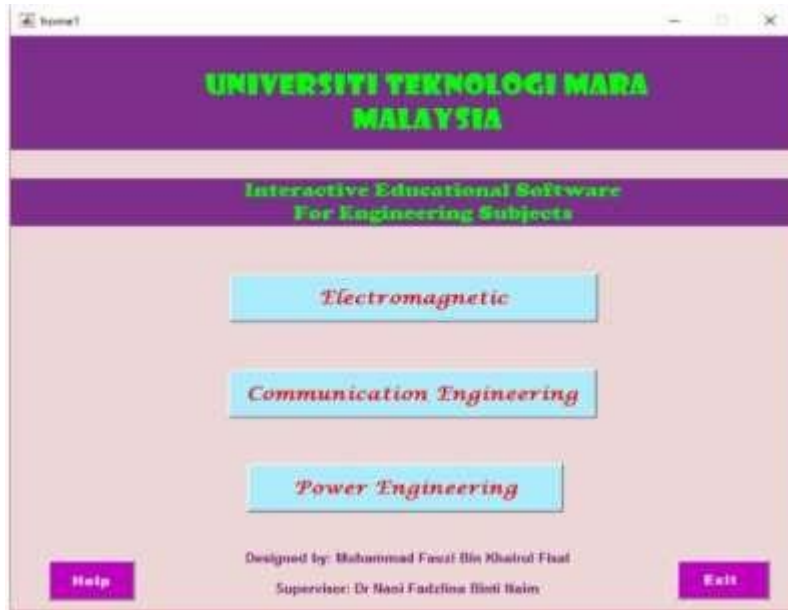 home1
UNIVERSITI TEKNOLOGI MARA
MALAYSIA
Interactive Educational Software
For Engineering Subjects
Electromagnetic
Communication Engineering
Power Engineering
Designed by: Muhammad Fauzi Bin Khairul Fizal
Supervisor: Dr Nani Fadzlina Binti Naim
Help
Exit